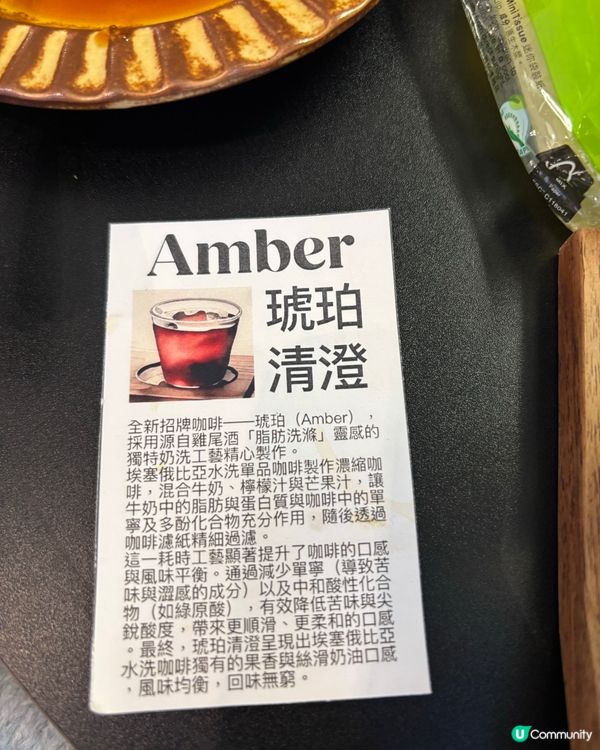 Amber
琥珀
清澄
全新招牌咖啡——琥珀（Amber），
採用源自雞尾酒「脂肪洗滌」靈感的
獨特奶洗工藝精心製作。
埃塞俄比亞水洗單品咖啡製作濃縮咖
啡，混合牛奶、檸檬汁與芒果汁，讓
牛奶中的脂肪與蛋白質與咖啡中的單
寧及多酚化合物充分作用，隨後透過
咖啡濾紙精細過濾。
這一耗時工藝顯著提升了咖啡的口感
與風味平衡。通過減少單寧（導致苦
味與澀感的成分）以及中和酸性化合
物（如綠原酸），有效降低苦味與尖
銳酸度，帶來更順滑、更柔和的口感
。最終，琥珀清澄呈現出埃塞俄比亞
水洗咖啡獨有的果香與絲滑奶油口感
，風味均衡，回味無窮。
MiniTissue
MIX
U Community